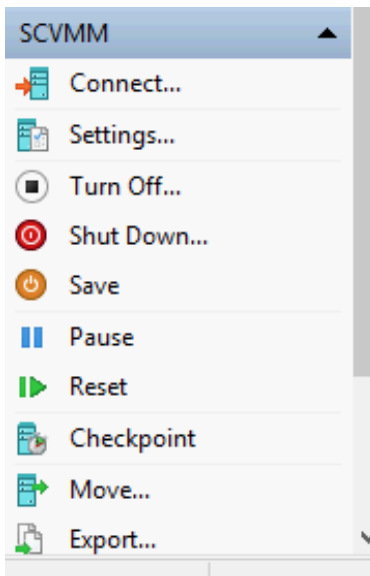 SCVMM
Connect...
Settings...
Turn Off...
Shut Down...
Save
Pause
Reset
Checkpoint
Move...
Export...